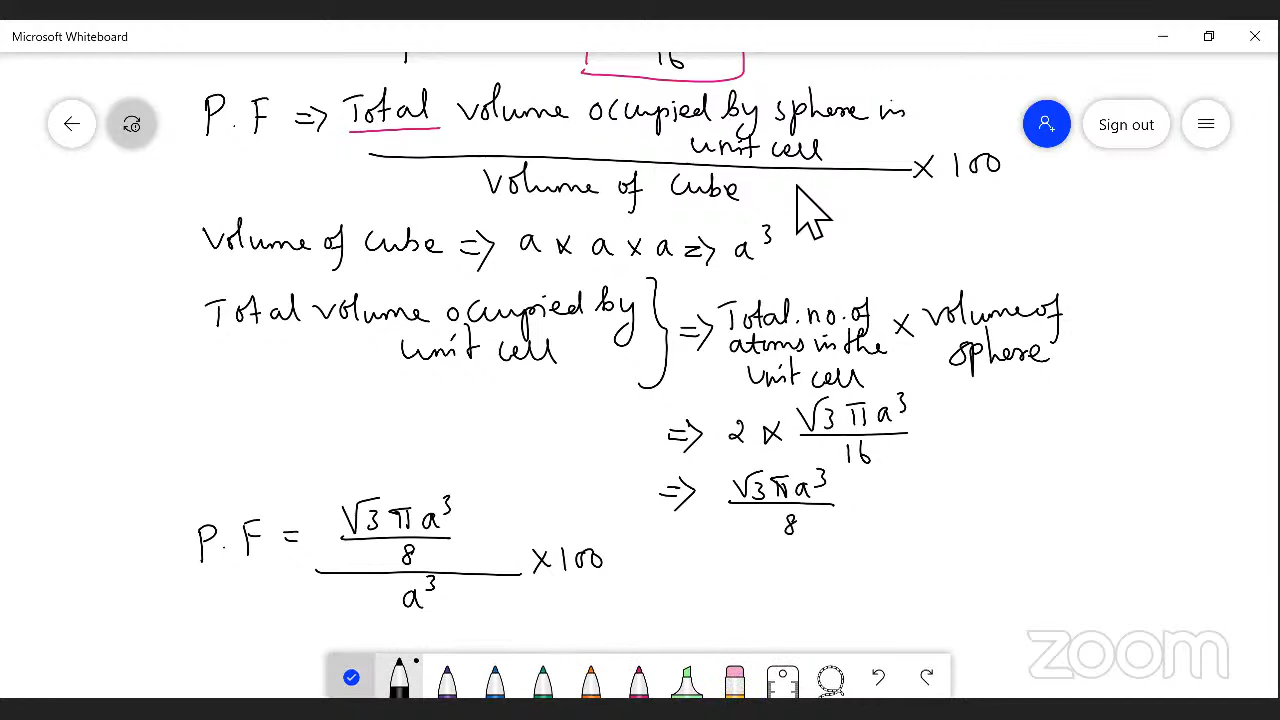 Microsoft Whiteboard
16
Sign out
P.F => Total volume occupied by sphere in
unit cell
x 100
Volume of cube
Volume of cube => a x a x a => a³
Total volume occupied by
unit cell
} => Total.no.of
atoms in the
unit cell
x volume of
sphere
=> 2 x √3 π a³
16
=> √3 π a³
8
P.F = √3 π a³
8
x 100
a³
zoom